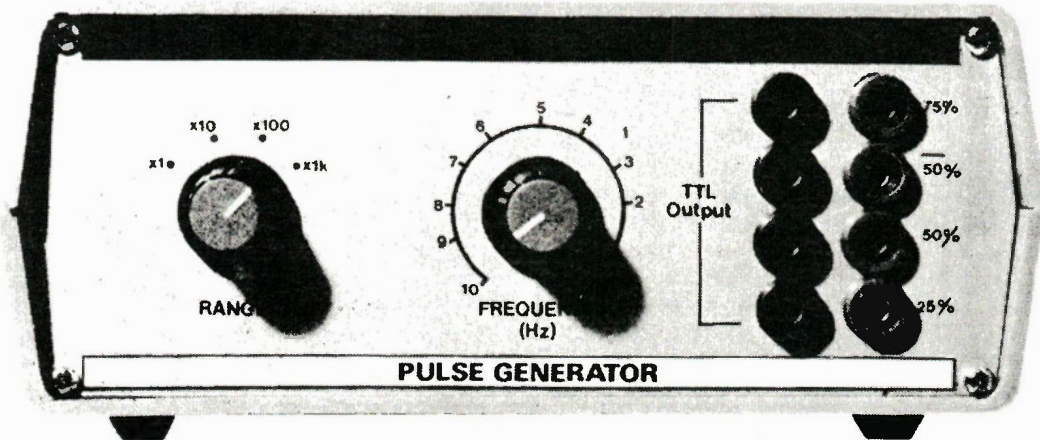 x1
x10
x100
x1k
RANG
10
9
8
7
6
5
4
1
3
2
FREQUE
(Hz)
TTL
Output
75%
50%
50%
25%
PULSE GENERATOR